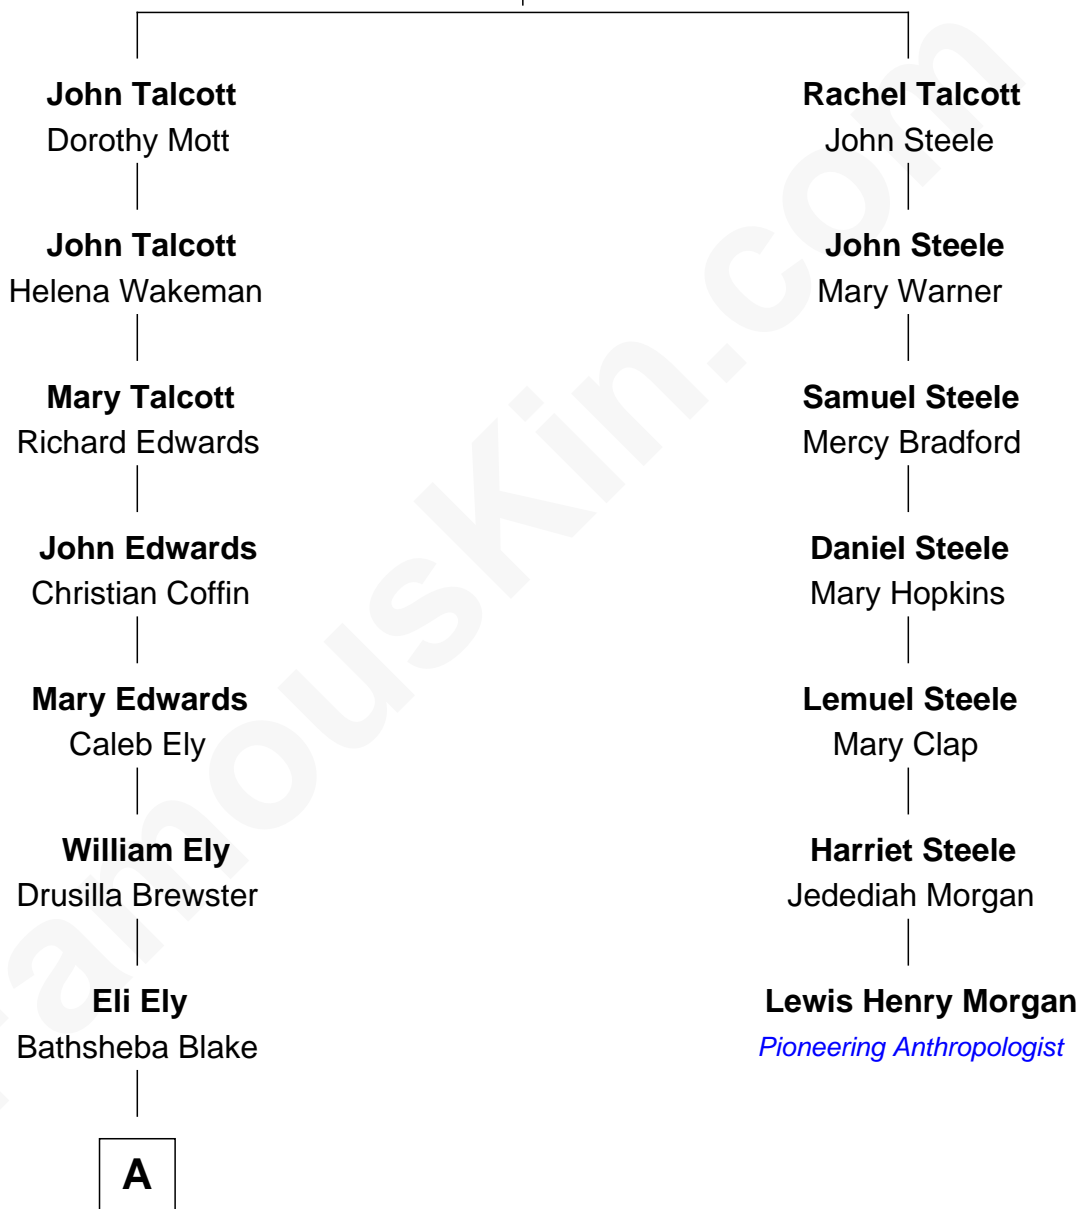 John Talcott
Dorothy Mott
John Talcott
Helena Wakeman
Mary Talcott
Richard Edwards
John Edwards
Christian Coffin
Mary Edwards
Caleb Ely
William Ely
Drusilla Brewster
Eli Ely
Bathsheba Blake
A
Rachel Talcott
John Steele
John Steele
Mary Warner
Samuel Steele
Mercy Bradford
Daniel Steele
Mary Hopkins
Lemuel Steele
Mary Clap
Harriet Steele
Jedediah Morgan
Lewis Henry Morgan
Pioneering Anthropologist
FamousKin.com